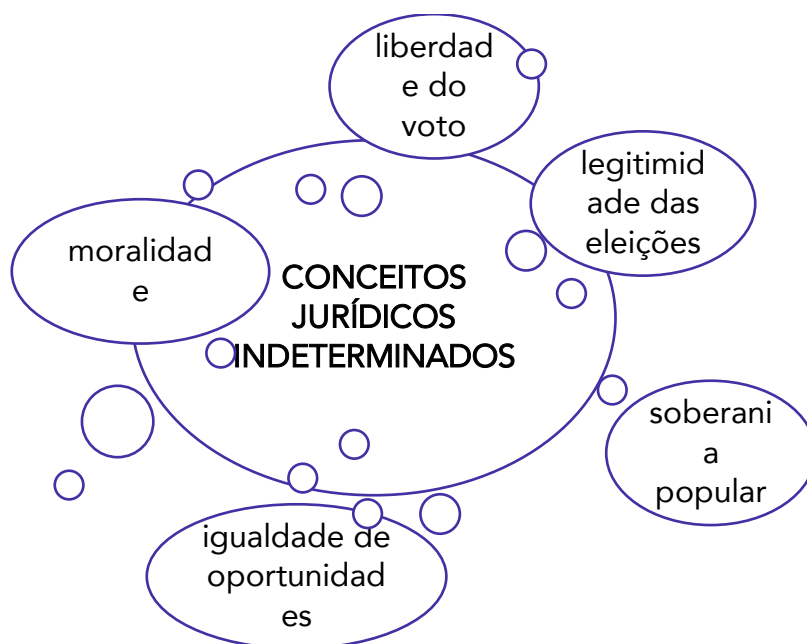 liberdad
e do
voto
legitimid
ade das
eleições
moralidad
e
CONCEITOS
JURÍDICOS
INDETERMINADOS
soberani
a
popular
igualdade de
oportunidad
es